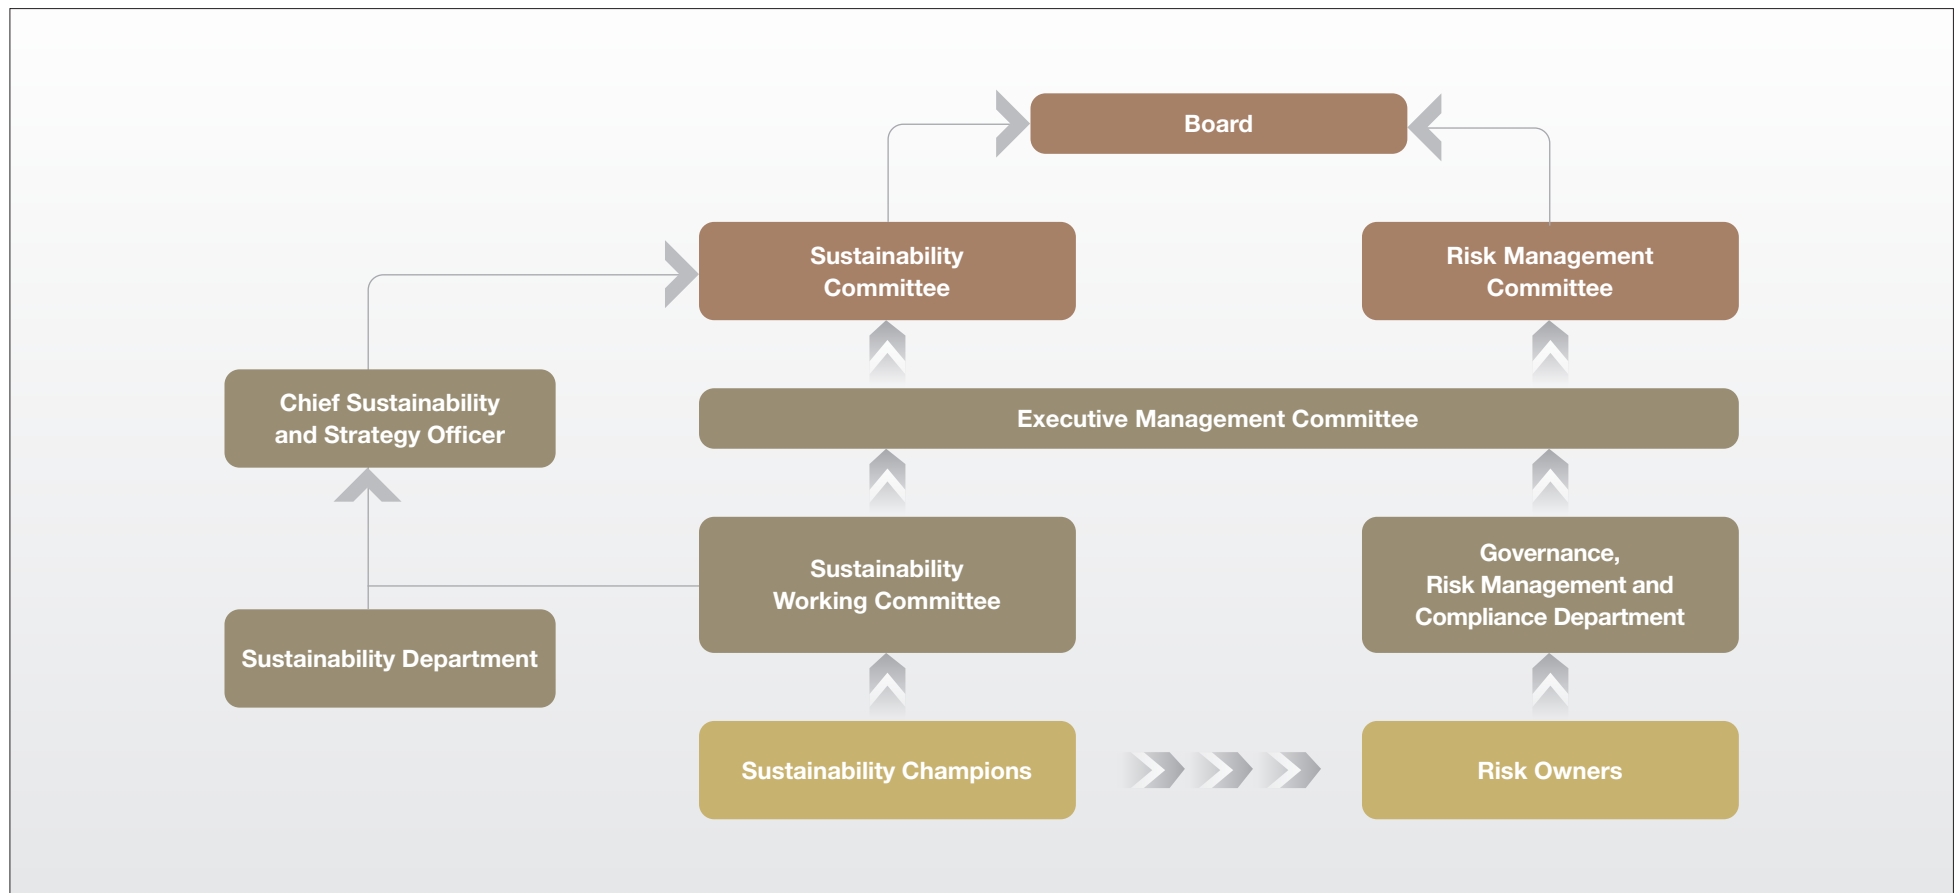 Board
Sustainability
Committee
Risk Management
Committee
Chief Sustainability
and Strategy Officer
Executive Management Committee
Sustainability
Working Committee
Governance,
Risk Management and
Compliance Department
Sustainability Department
Sustainability Champions
Risk Owners